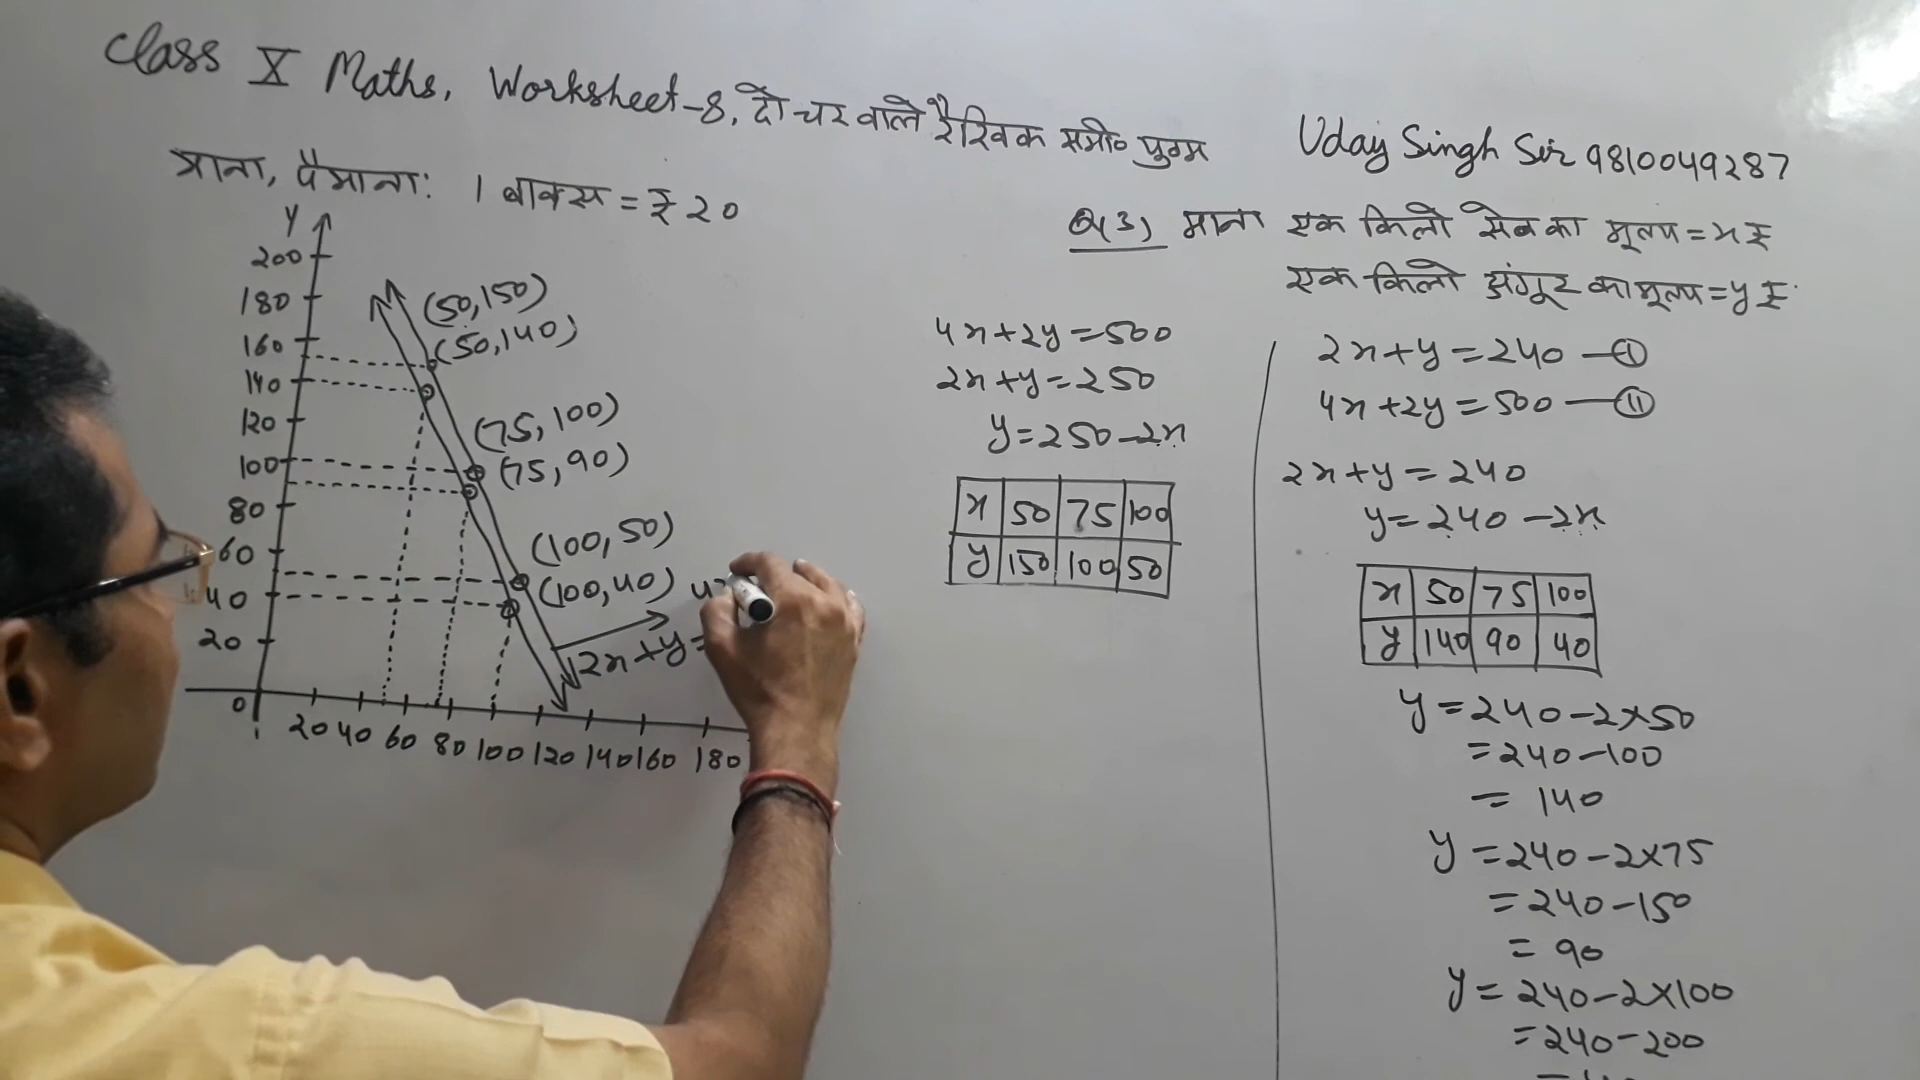 Class X Maths, Worksheet-8, दो चर वाले रैखिक समी० युग्म
Uday Singh Sir 9810049287
माना, पैमाना: 1 बाक्स = ₹ 20
Y
200
180
160
140
120
100
80
60
40
20
0
20 40 60 80 100 120 140 160 180
(50,150)
(50,140)
(75,100)
(75,90)
(100,50)
(100,40)
2x+y=
Q(3) माना एक किलो सेब का मूल्य = x ₹
एक किलो अंगूर का मूल्य = y ₹
4x+2y=500
2x+y=250
y=250-2x
x 50 75 100
y 150 100 50
2x+y=240 —(I)
4x+2y=500 —(II)
2x+y=240
y=240-2x
x 50 75 100
y 140 90 40
y=240-2×50
=240-100
= 140
y=240-2×75
=240-150
= 90
y=240-2×100
=240-200